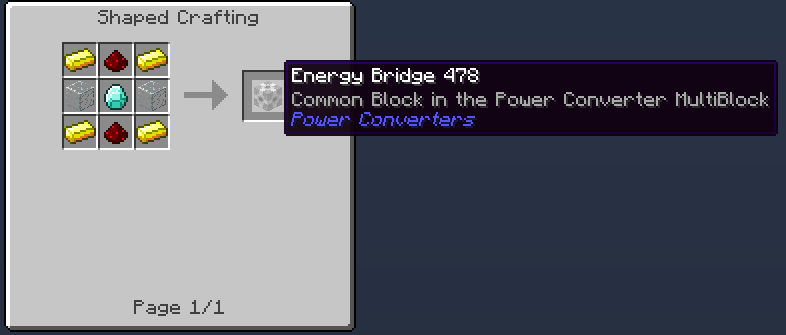 Shaped Crafting
Energy Bridge 478
Common Block in the Power Converter MultiBlock
Power Converters
Page 1/1